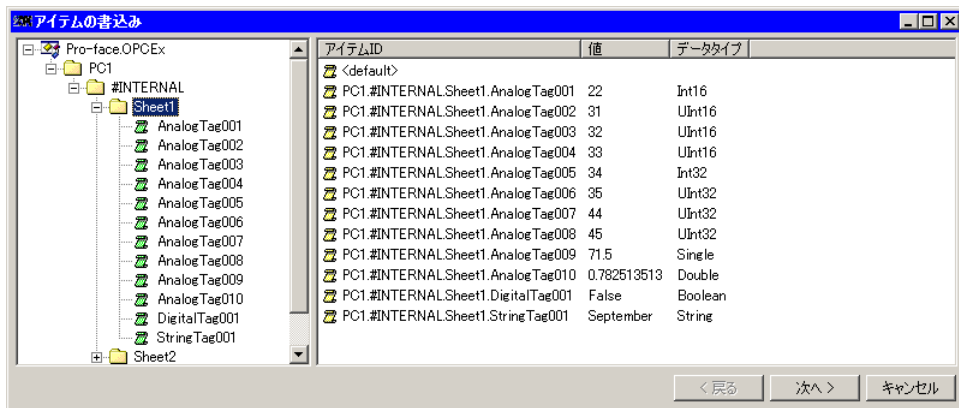 アイテムの書込み
Pro-face.OPCEx
PC1
#INTERNAL
Sheet1
AnalogTag001
AnalogTag002
AnalogTag003
AnalogTag004
AnalogTag005
AnalogTag006
AnalogTag007
AnalogTag008
AnalogTag009
AnalogTag010
DigitalTag001
StringTag001
Sheet2
アイテムID 値 データタイプ
<default>
PC1.#INTERNAL.Sheet1.AnalogTag001 22 Int16
PC1.#INTERNAL.Sheet1.AnalogTag002 31 UInt16
PC1.#INTERNAL.Sheet1.AnalogTag003 32 UInt16
PC1.#INTERNAL.Sheet1.AnalogTag004 33 UInt16
PC1.#INTERNAL.Sheet1.AnalogTag005 34 Int32
PC1.#INTERNAL.Sheet1.AnalogTag006 35 UInt32
PC1.#INTERNAL.Sheet1.AnalogTag007 44 UInt32
PC1.#INTERNAL.Sheet1.AnalogTag008 45 UInt32
PC1.#INTERNAL.Sheet1.AnalogTag009 71.5 Single
PC1.#INTERNAL.Sheet1.AnalogTag010 0.782513513 Double
PC1.#INTERNAL.Sheet1.DigitalTag001 False Boolean
PC1.#INTERNAL.Sheet1.StringTag001 September String
< 戻る 次へ > キャンセル